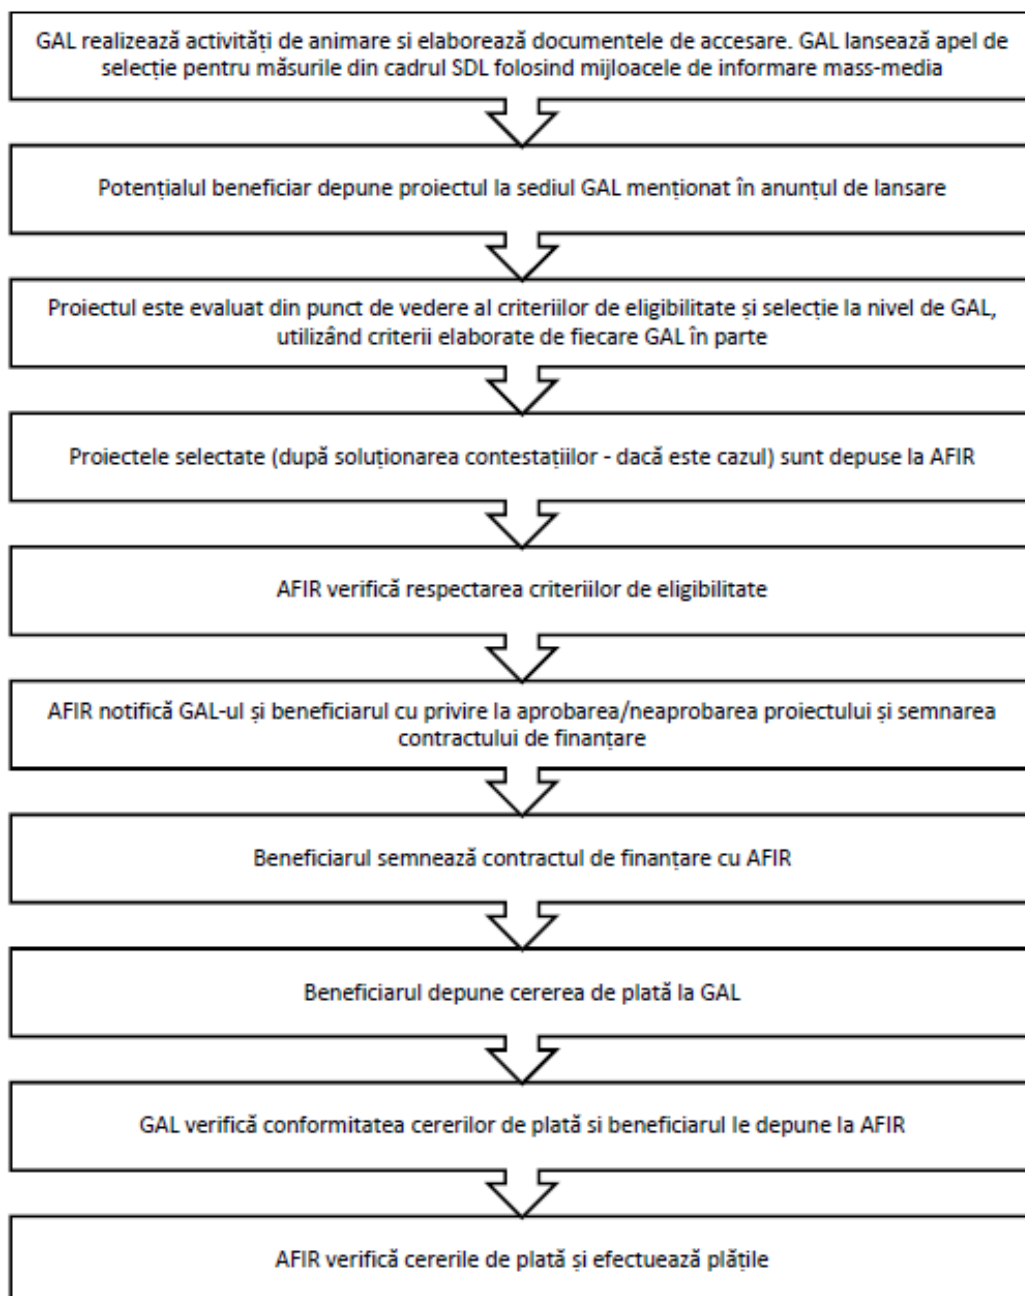 GAL realizează activități de animare si elaborează documentele de accesare. GAL lansează apel de
selecție pentru măsurile din cadrul SDL folosind mijloacele de informare mass-media
Potențialul beneficiar depune proiectul la sediul GAL menționat în anunțul de lansare
Proiectul este evaluat din punct de vedere al criteriilor de eligibilitate și selecție la nivel de GAL,
utilizând criterii elaborate de fiecare GAL în parte
Proiectele selectate (după soluționarea contestațiilor - dacă este cazul) sunt depuse la AFIR
AFIR verifică respectarea criteriilor de eligibilitate
AFIR notifică GAL-ul și beneficiarul cu privire la aprobarea/neaprobarea proiectului și semnarea
contractului de finanțare
Beneficiarul semnează contractul de finanțare cu AFIR
Beneficiarul depune cererea de plată la GAL
GAL verifică conformitatea cererilor de plată si beneficiarul le depune la AFIR
AFIR verifică cererile de plată și efectuează plățile